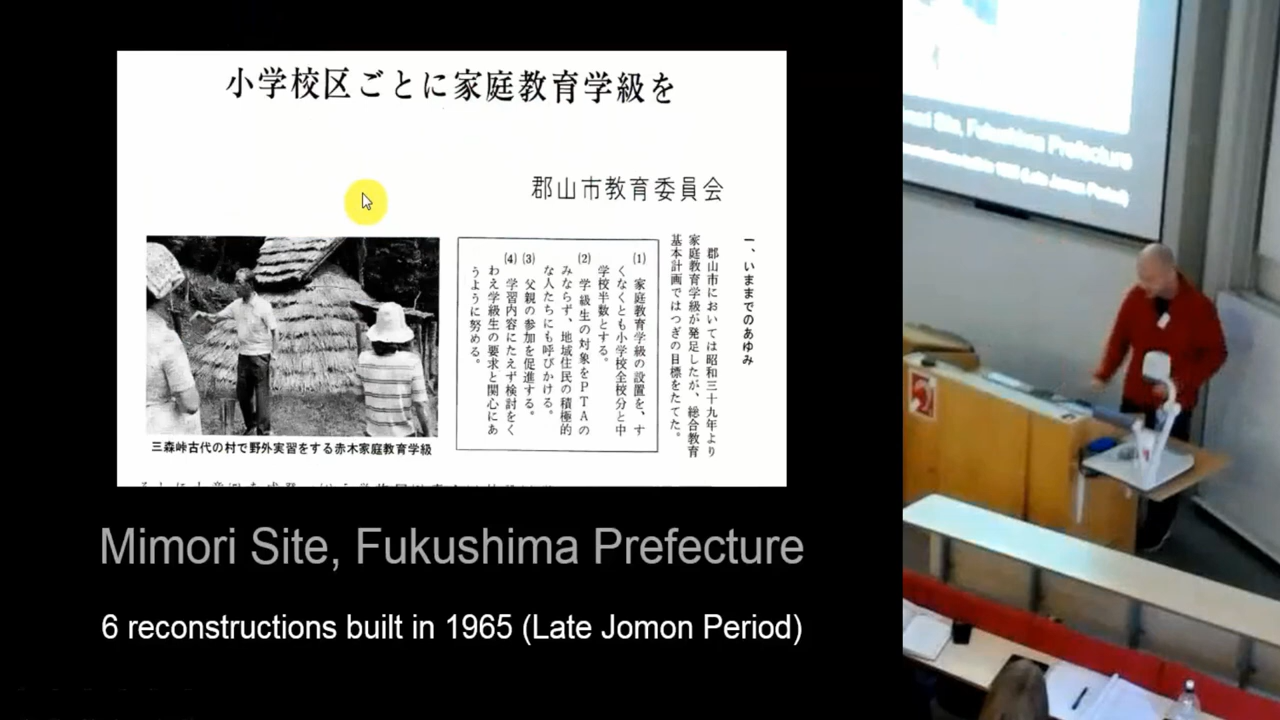 小学校区ごとに家庭教育学級を
郡山市教育委員会
一、いままでのあゆみ
郡山市においては昭和三十九年より
家庭教育学級が発足したが、総合教育
基本計画ではつぎの目標をたてた。
(1) 家庭教育学級の設置を、す
くなくとも小学校全校分と中
学校半数とする。
(2) 学級生の対象をPTAの
みならず、地域住民の積極的
な人たちにも呼びかける。
(3) 父親の参加を促進する。
(4) 学習内容にたえず検討をく
わえ学級生の要求と関心にあ
うように努める。
三森峠古代の村で野外実習をする赤木家庭教育学級
Mimori Site, Fukushima Prefecture
6 reconstructions built in 1965 (Late Jomon Period)
Site, Fukushima Prefecture
1965 (Late Jomon Period)